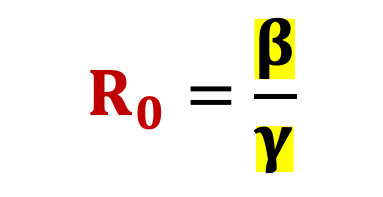 R₀ = β/γ